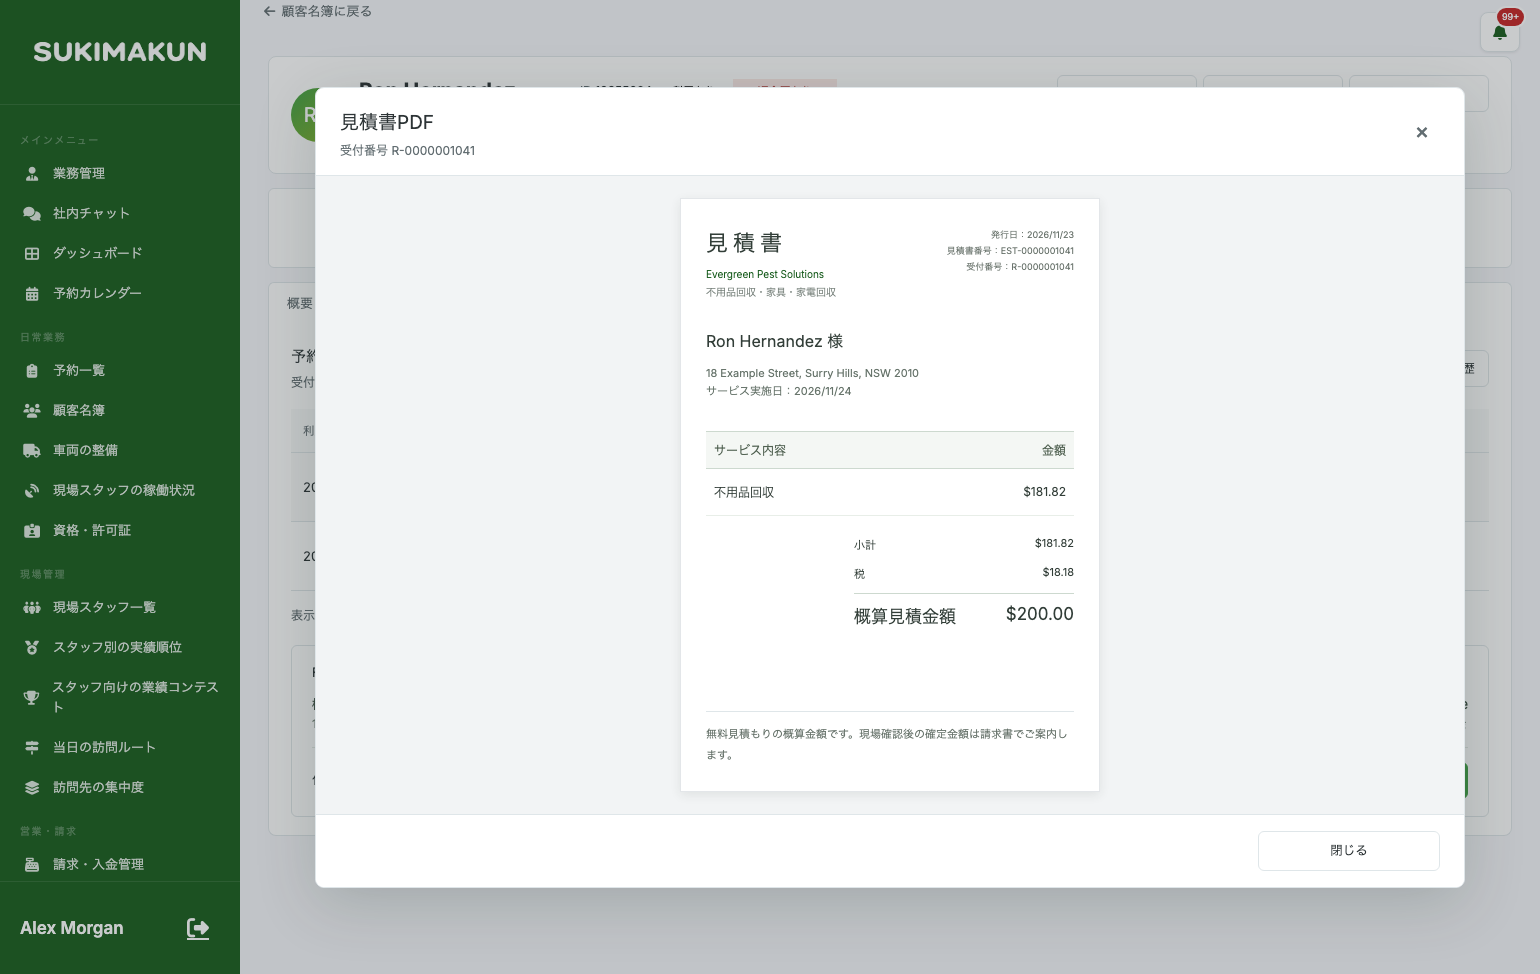 SUKIMAKUN
メインメニュー
業務管理
社内チャット
ダッシュボード
予約カレンダー
日常業務
予約一覧
顧客名簿
車両の整備
現場スタッフの稼働状況
資格・許可証
現場管理
現場スタッフ一覧
スタッフ別の実績順位
スタッフ向けの業績コンテス
ト
当日の訪問ルート
訪問先の集中度
営業・請求
請求・入金管理
Alex Morgan
← 顧客名簿に戻る
99+
概要
見積書PDF
受付番号 R-0000001041
×
見積書
発行日：2026/11/23
見積書番号：EST-0000001041
受付番号：R-0000001041
Evergreen Pest Solutions
不用品回収・家具・家電回収
Ron Hernandez 様
18 Example Street, Surry Hills, NSW 2010
サービス実施日：2026/11/24
サービス内容 金額
不用品回収 $181.82
小計 $181.82
税 $18.18
概算見積金額 $200.00
無料見積もりの概算金額です。現場確認後の確定金額は請求書でご案内し
ます。
閉じる